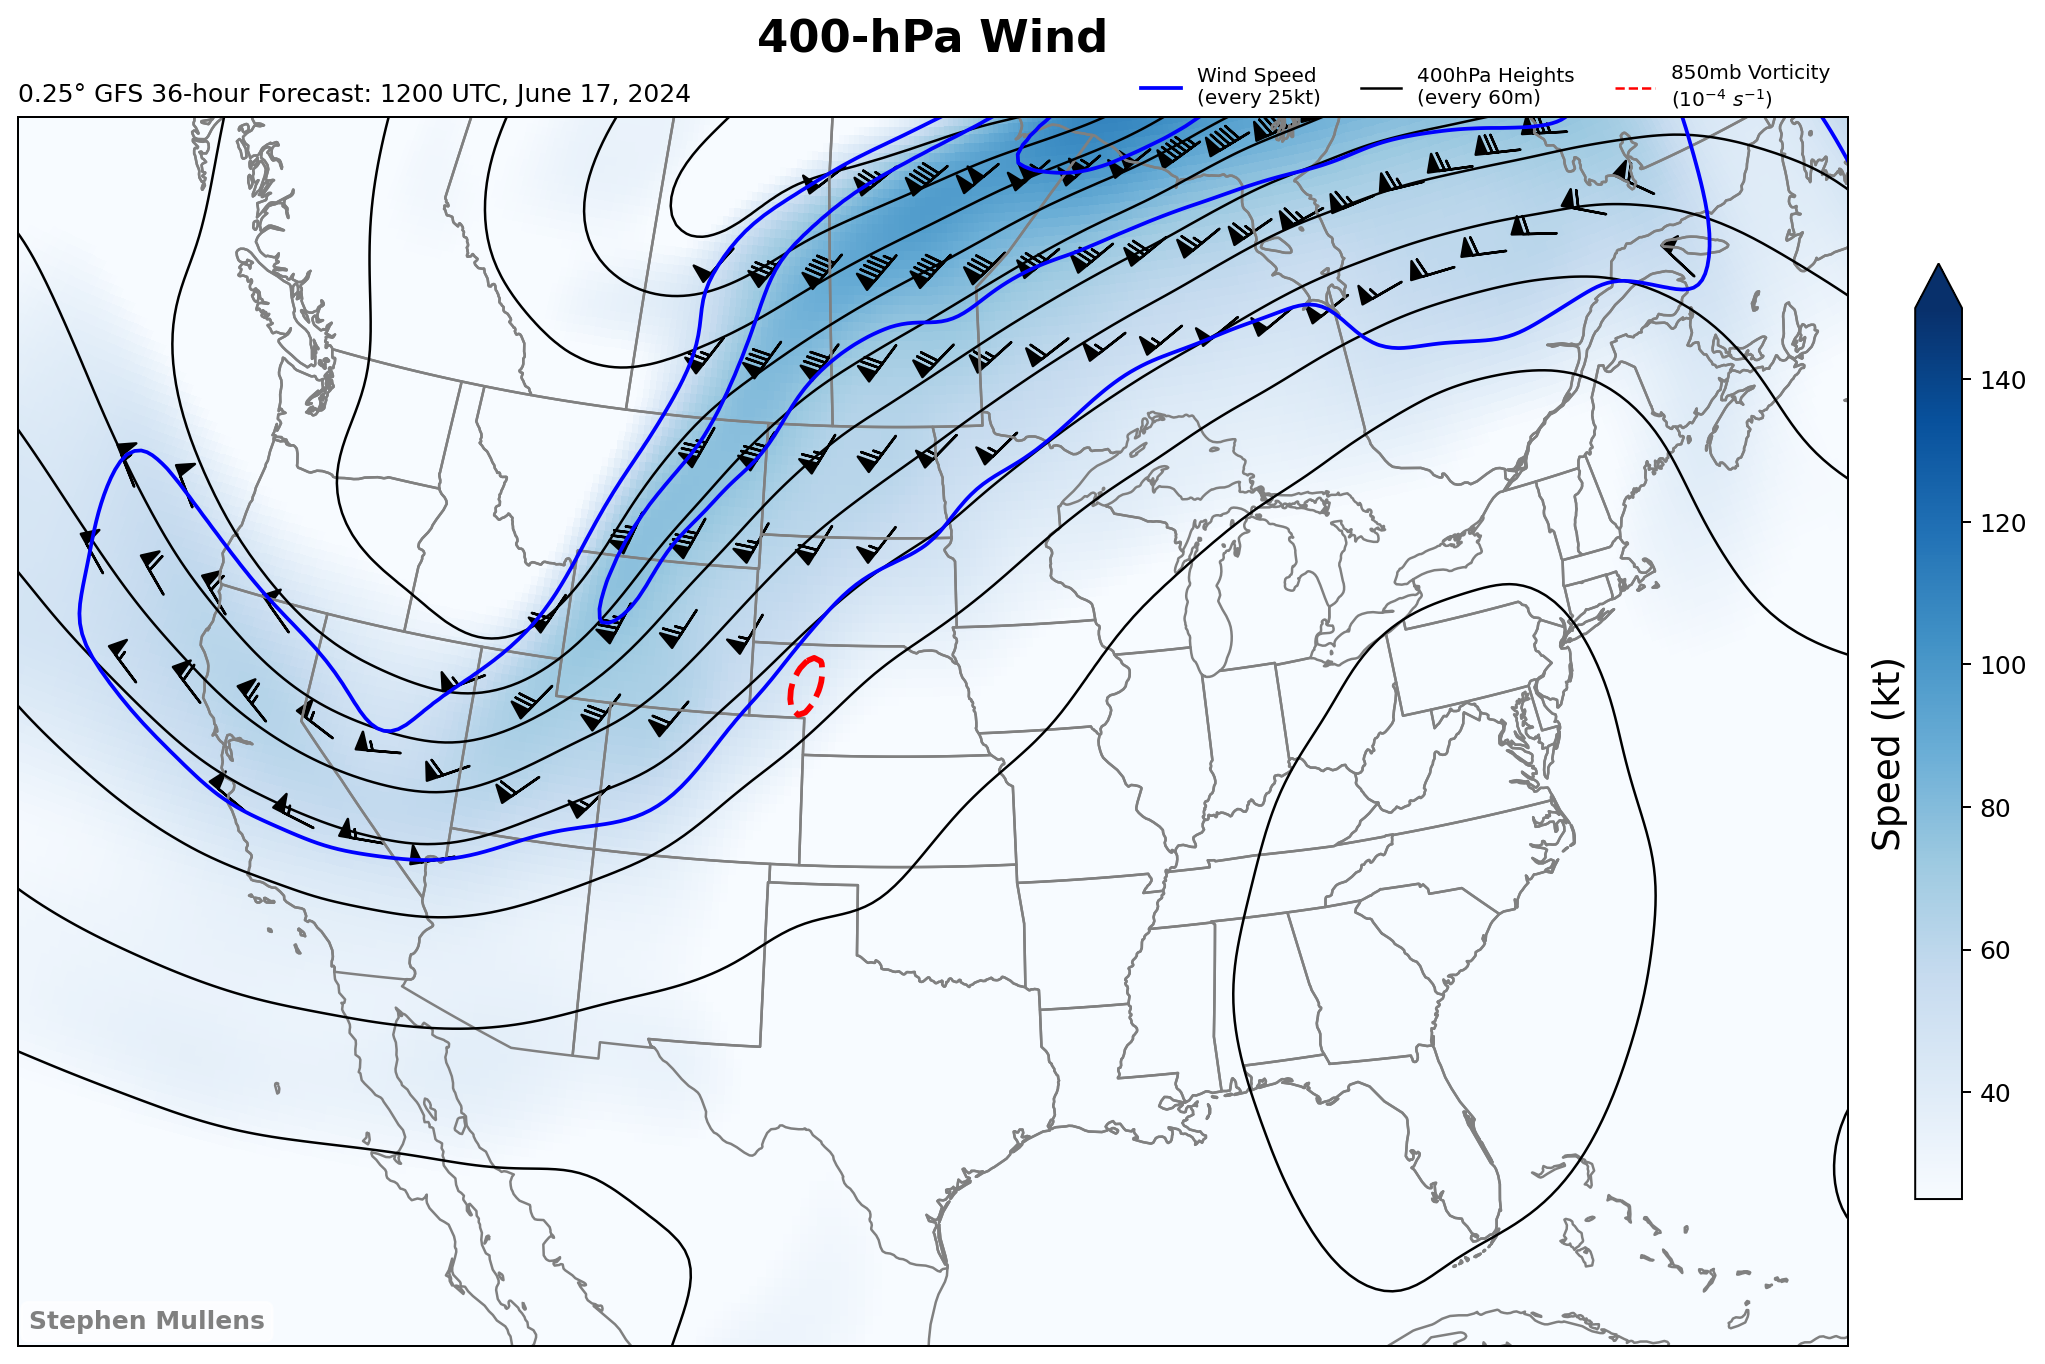 400-hPa Wind
0.25° GFS 36-hour Forecast: 1200 UTC, June 17, 2024
Wind Speed
(every 25kt)
400hPa Heights
(every 60m)
850mb Vorticity
(10⁻⁴ s⁻¹)
140
120
100
80
60
40
Speed (kt)
Stephen Mullens